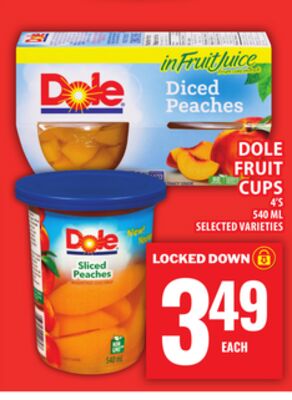 in Fruit Juice
Dole
Diced
Peaches
DOLE
FRUIT
CUPS
4'S
540 ML
SELECTED VARIETIES
Dole
New!
Sliced
Peaches
540 ml
LOCKED DOWN
3 49
EACH